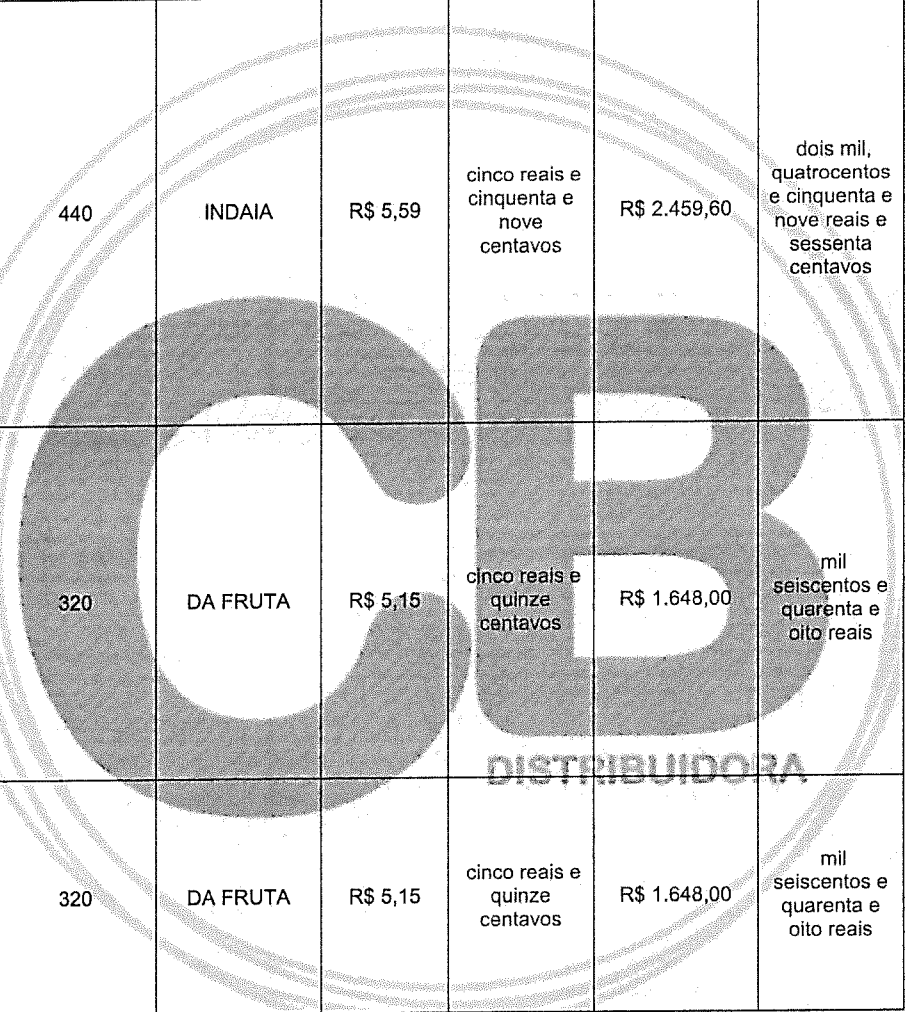 440
INDAIA
R$ 5,59
cinco reais e
cinquenta e
nove
centavos
R$ 2.459,60
dois mil,
quatrocentos
e cinquenta e
nove reais e
sessenta
centavos
320
DA FRUTA
R$ 5,15
cinco reais e
quinze
centavos
R$ 1.648,00
mil
seiscentos e
quarenta e
oito reais
CB
DISTRIBUIDORA
320
DA FRUTA
R$ 5,15
cinco reais e
quinze
centavos
R$ 1.648,00
mil
seiscentos e
quarenta e
oito reais